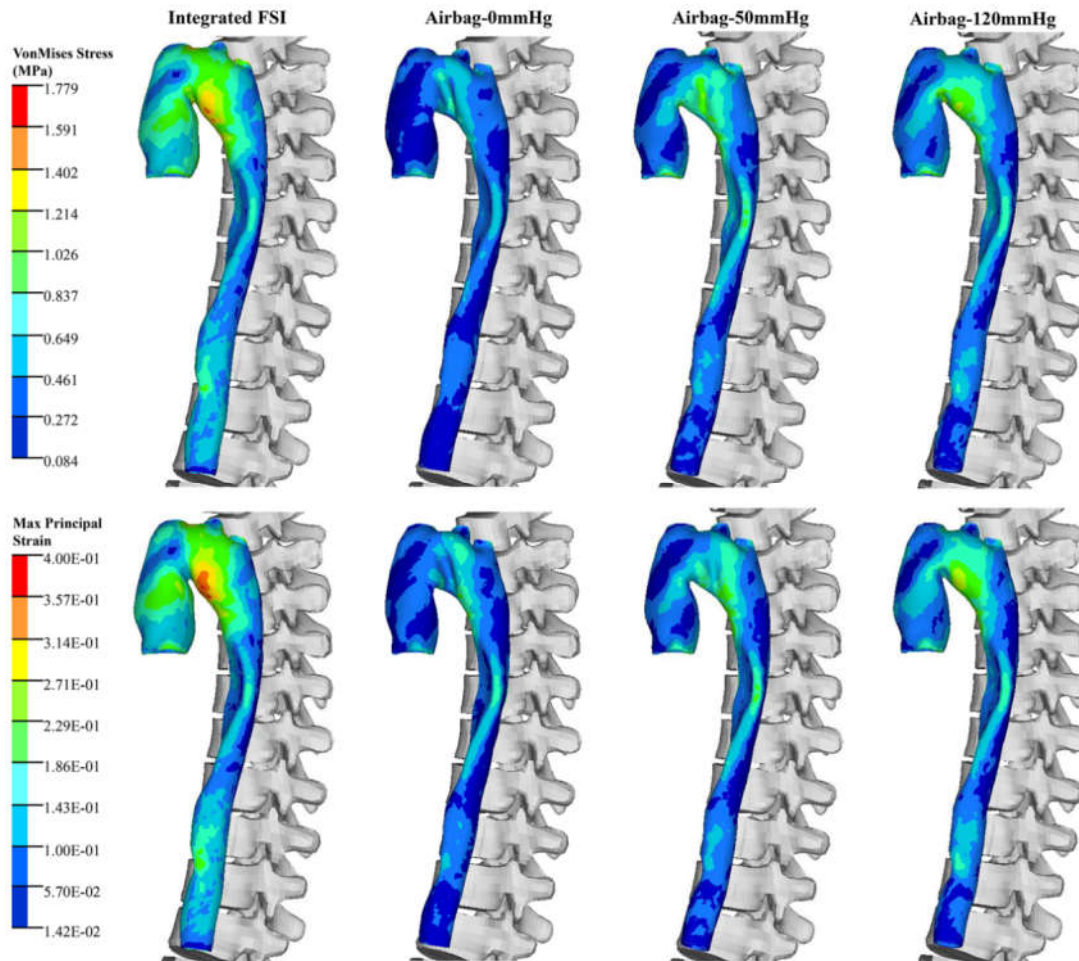 Integrated FSI
Airbag-0mmHg
Airbag-50mmHg
Airbag-120mmHg
VonMises Stress
(MPa)
1.779
1.591
1.402
1.214
1.026
0.837
0.649
0.461
0.272
0.084
Max Principal
Strain
4.00E-01
3.57E-01
3.14E-01
2.71E-01
2.29E-01
1.86E-01
1.43E-01
1.00E-01
5.70E-02
1.42E-02